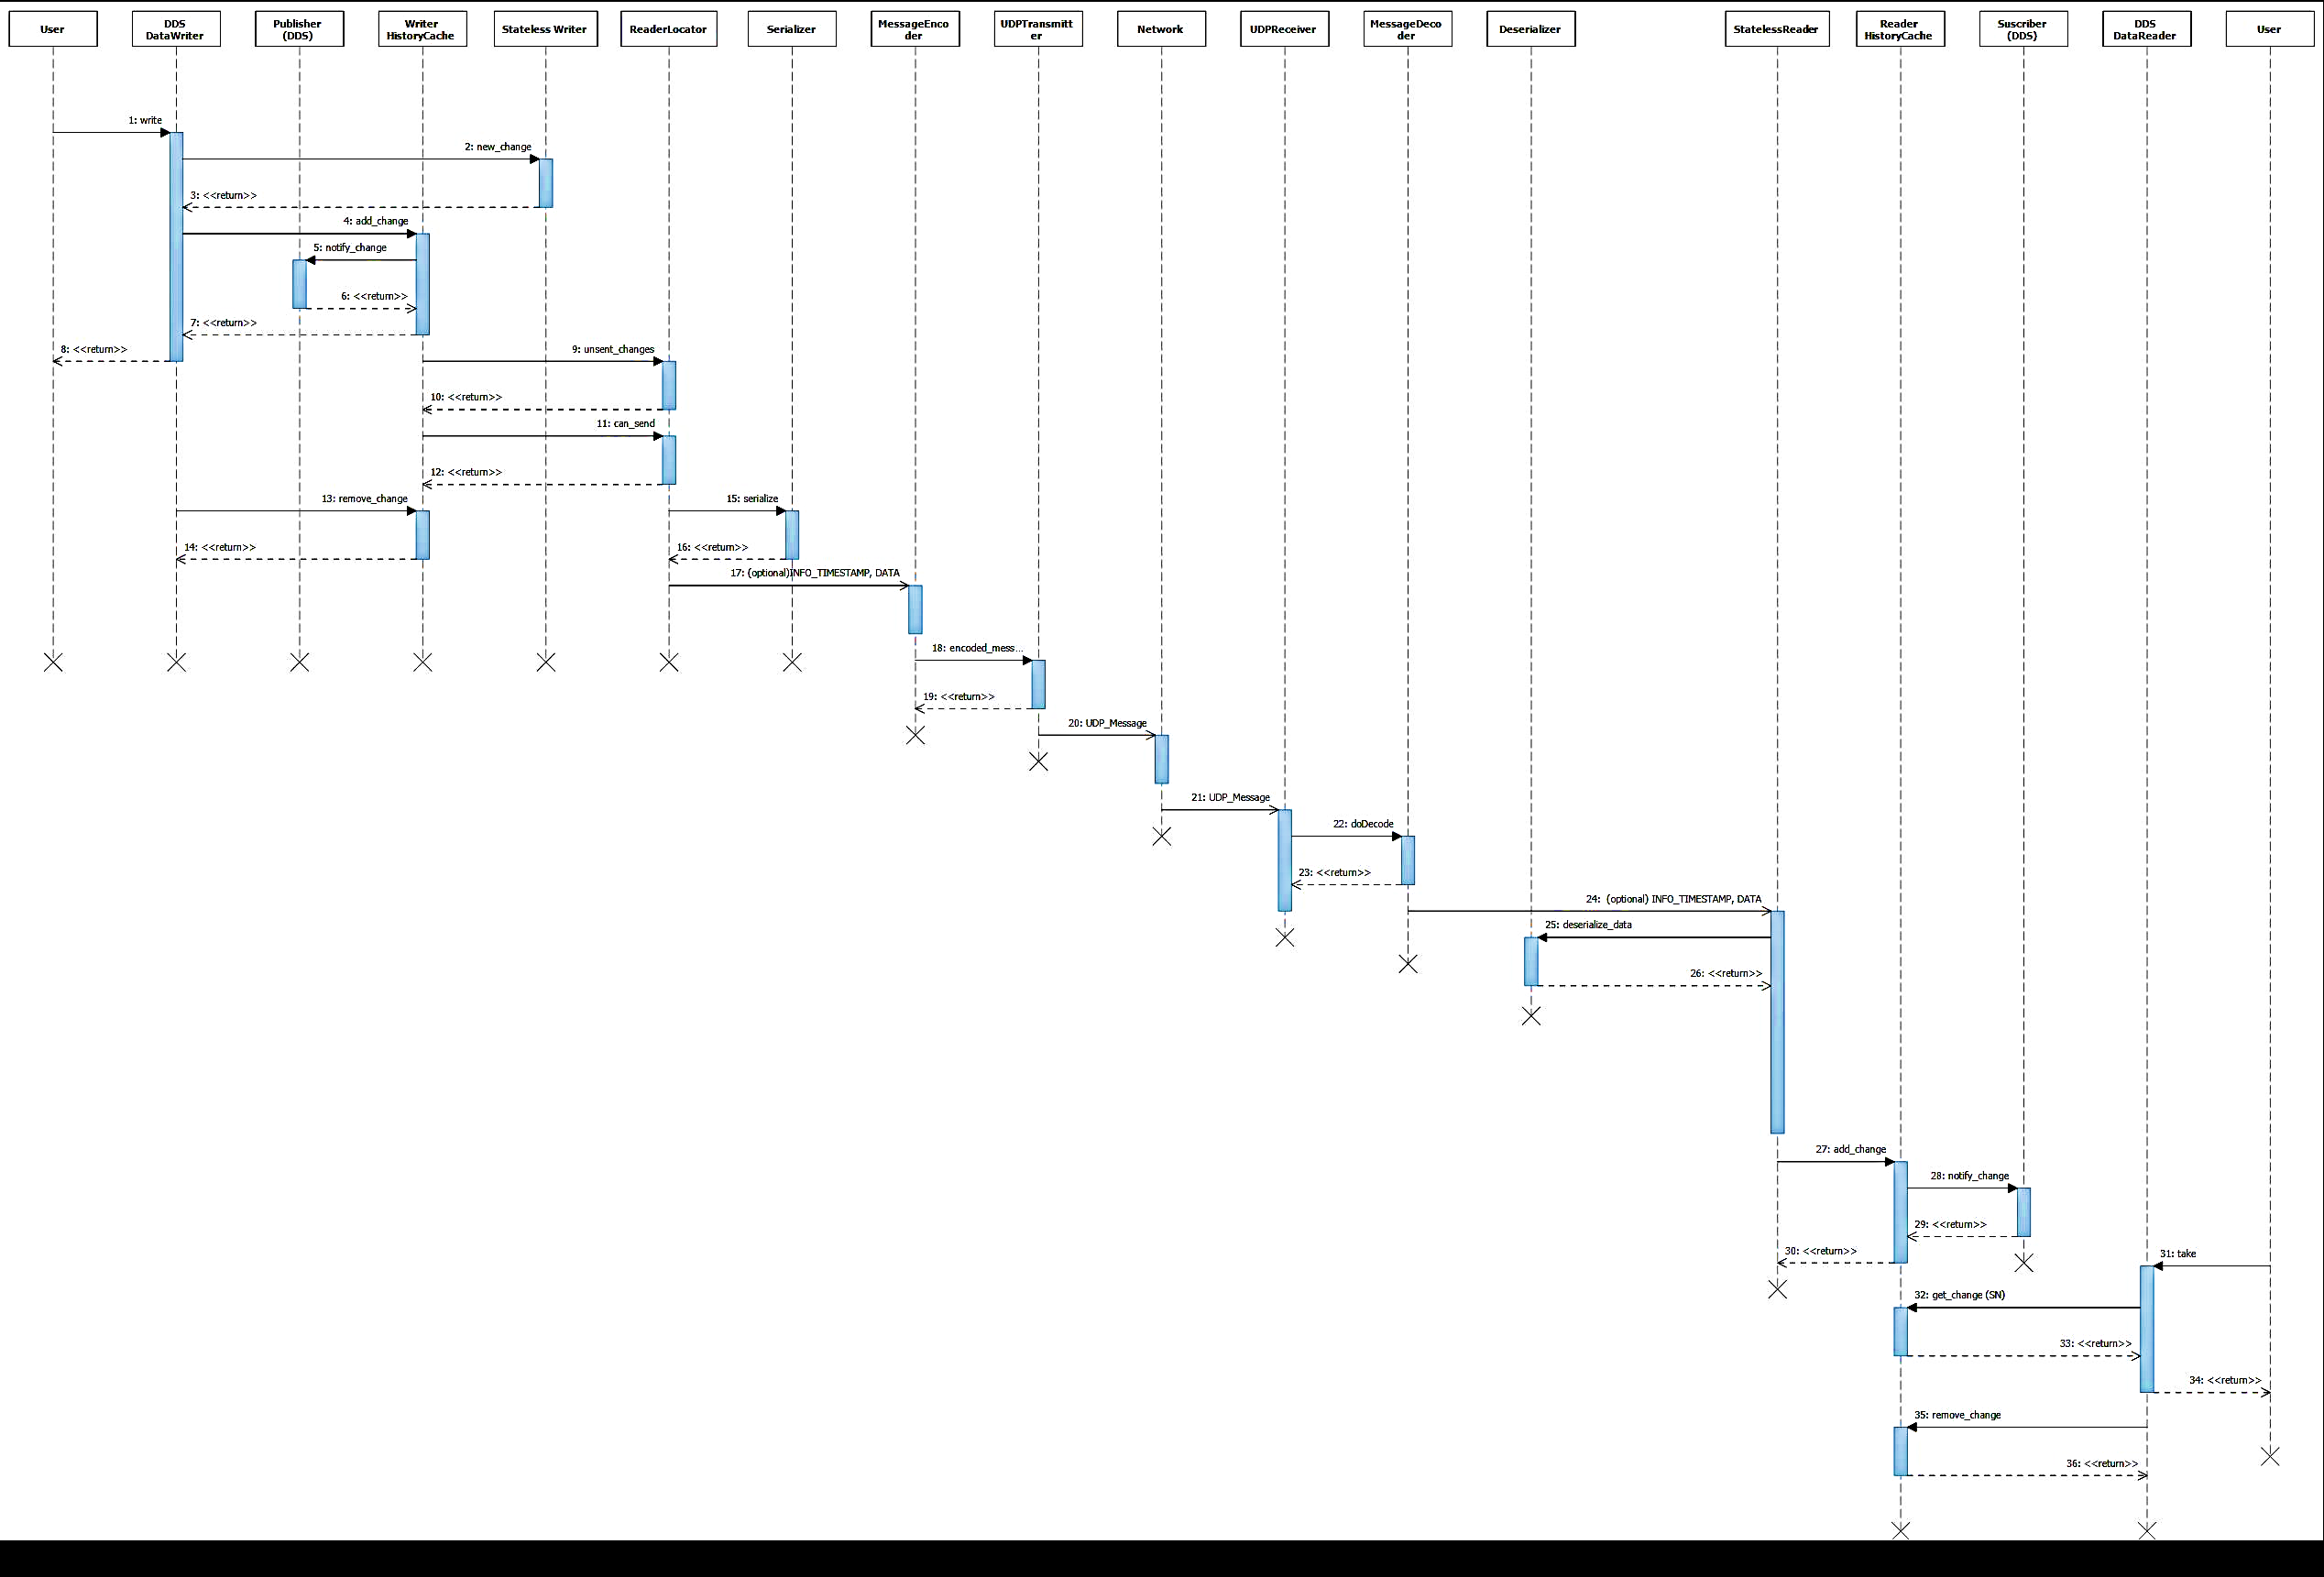 User
DDS
DataWriter
Publisher
(DDS)
Writer
HistoryCache
Stateless Writer
ReaderLocator
Serializer
MessageEnco
der
UDPTransmitt
er
Network
UDPReceiver
MessageDeco
der
Deserializer
StatelessReader
Reader
HistoryCache
Suscriber
(DDS)
DDS
DataReader
User
1: write
2: new_change
3: <<return>>
4: add_change
5: notify_change
6: <<return>>
7: <<return>>
8: <<return>>
9: unsent_changes
10: <<return>>
11: can_send
12: <<return>>
13: remove_change
15: serialize
14: <<return>>
16: <<return>>
17: (optional)INFO_TIMESTAMP, DATA
18: encoded_mess...
19: <<return>>
20: UDP_Message
21: UDP_Message
22: doDecode
23: <<return>>
24: (optional) INFO_TIMESTAMP, DATA
25: deserialize_data
26: <<return>>
27: add_change
28: notify_change
29: <<return>>
30: <<return>>
31: take
32: get_change (SN)
33: <<return>>
34: <<return>>
35: remove_change
36: <<return>>